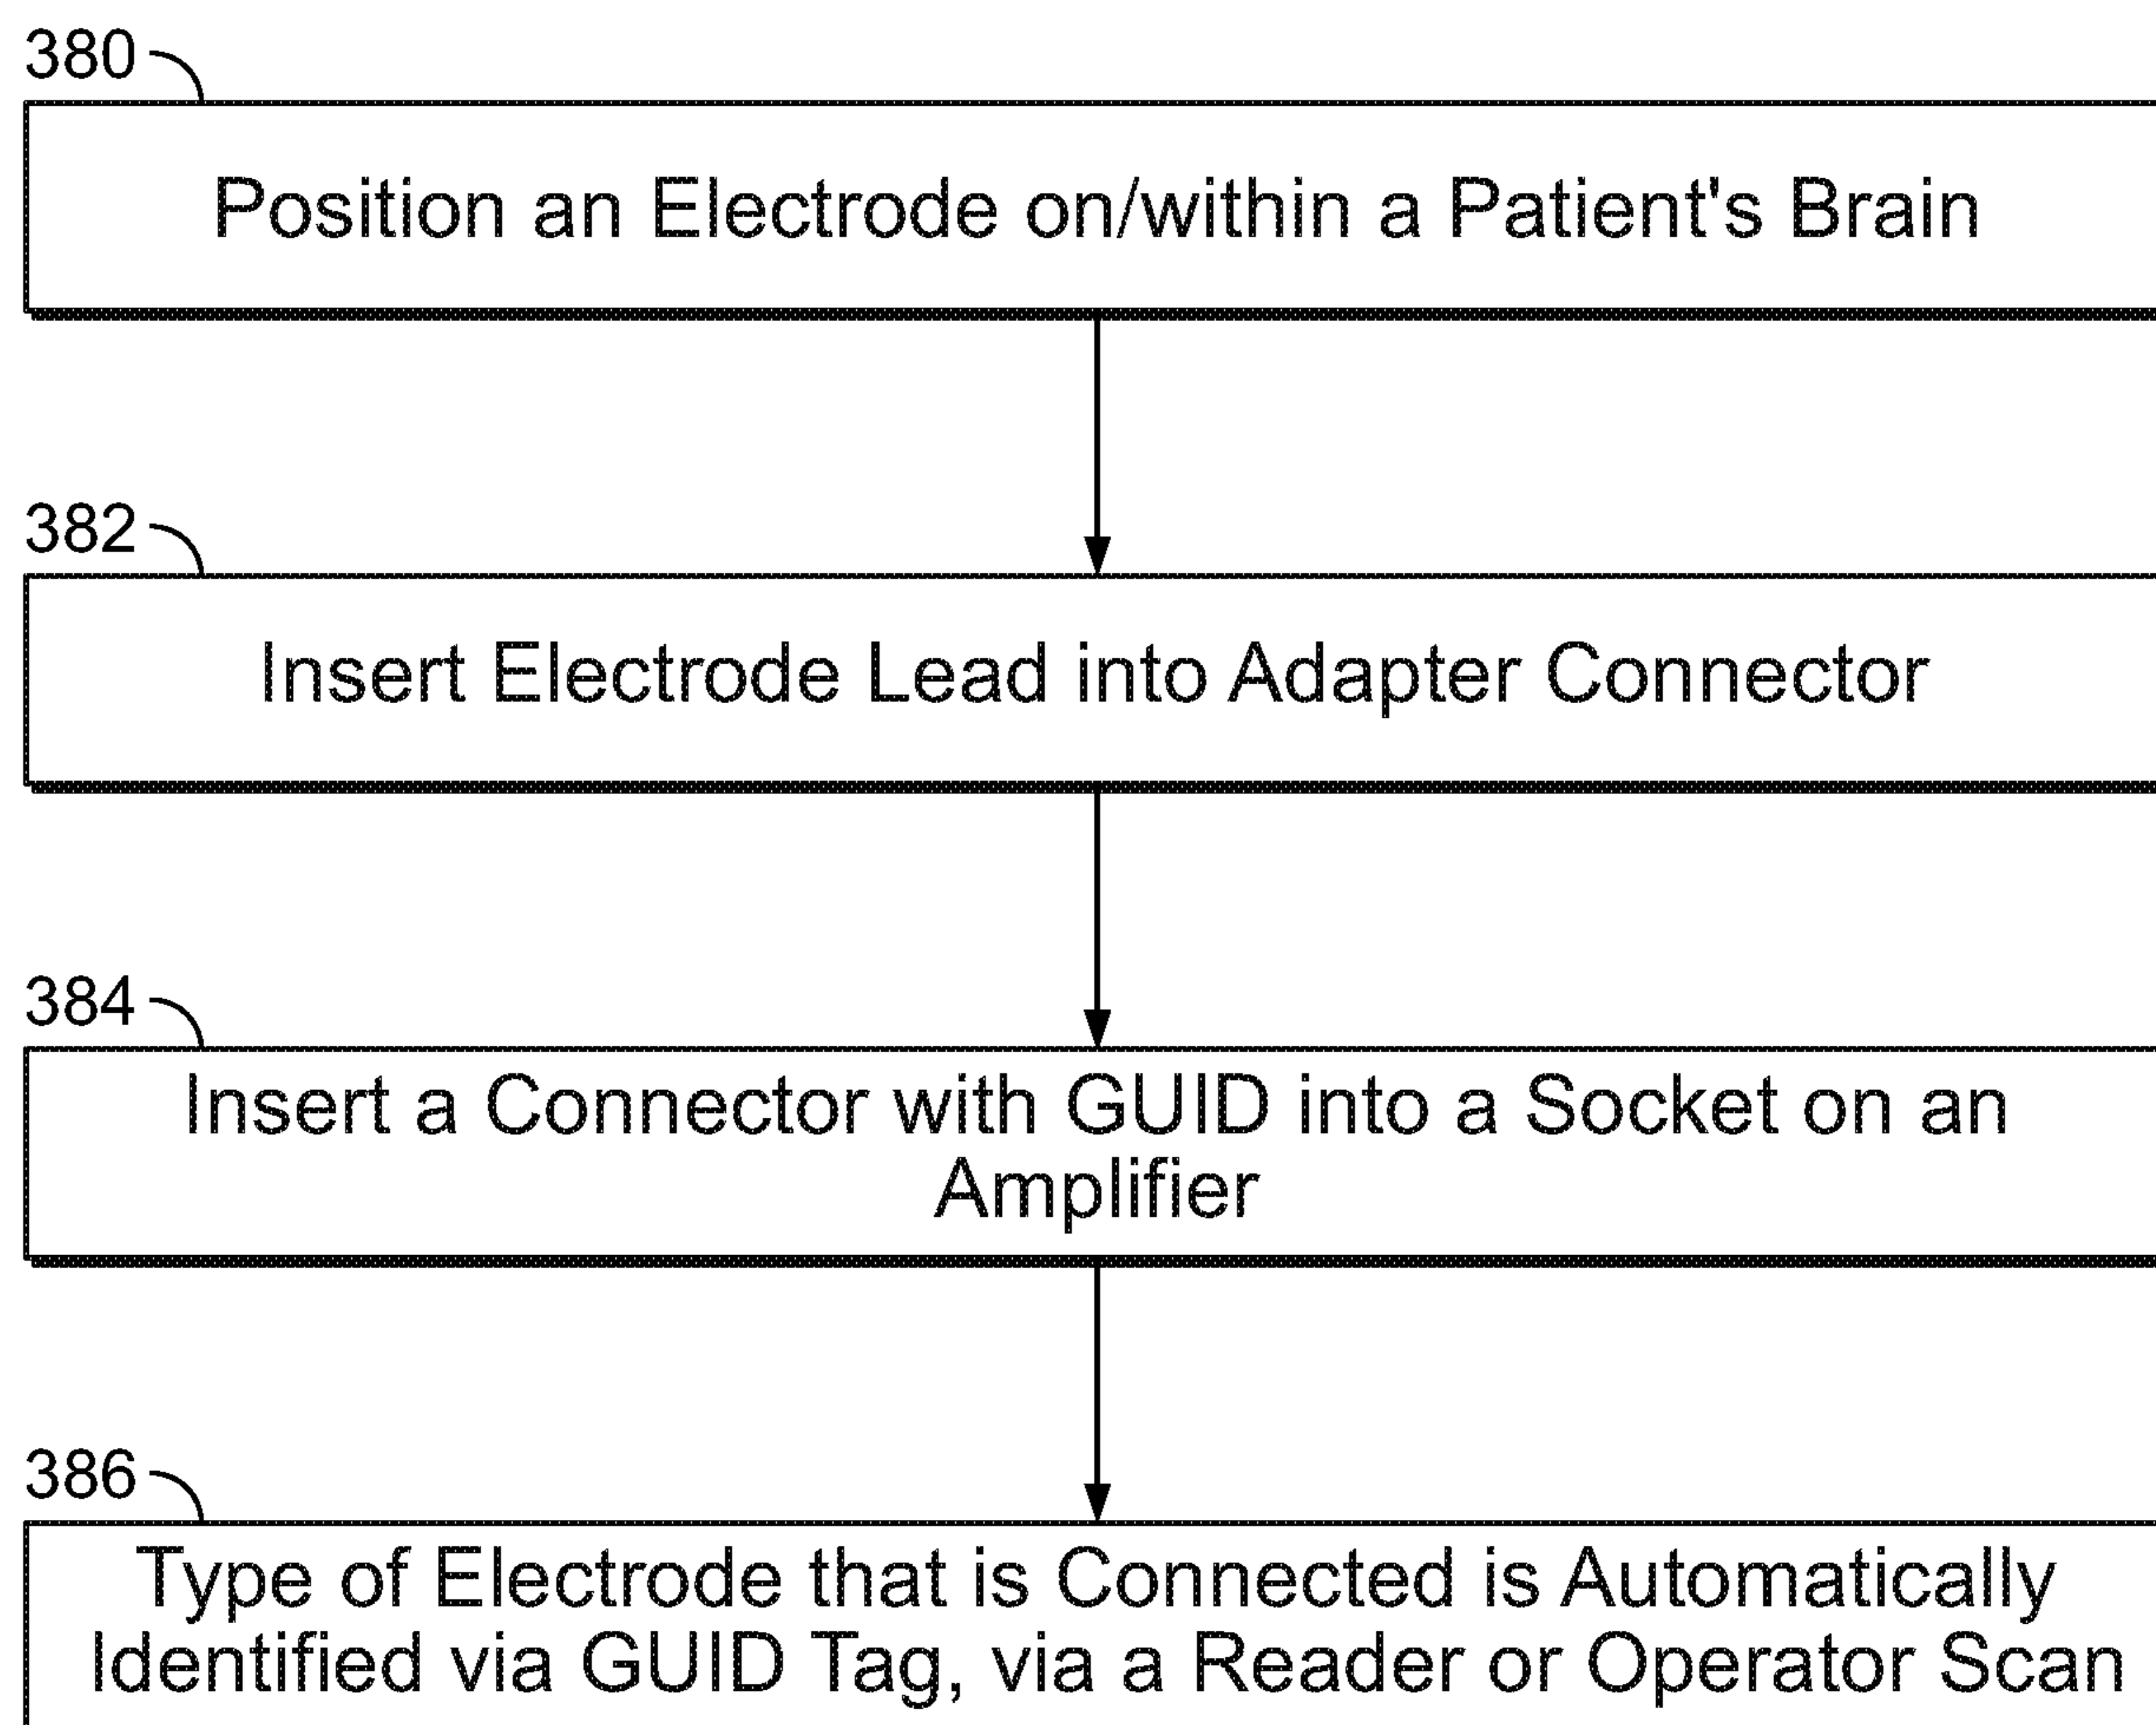 380
Position an Electrode on/within a Patient's Brain
382
Insert Electrode Lead into Adapter Connector
384
Insert a Connector with GUID into a Socket on an
Amplifier
386
Type of Electrode that is Connected is Automatically
Identified via GUID Tag, via a Reader or Operator Scan